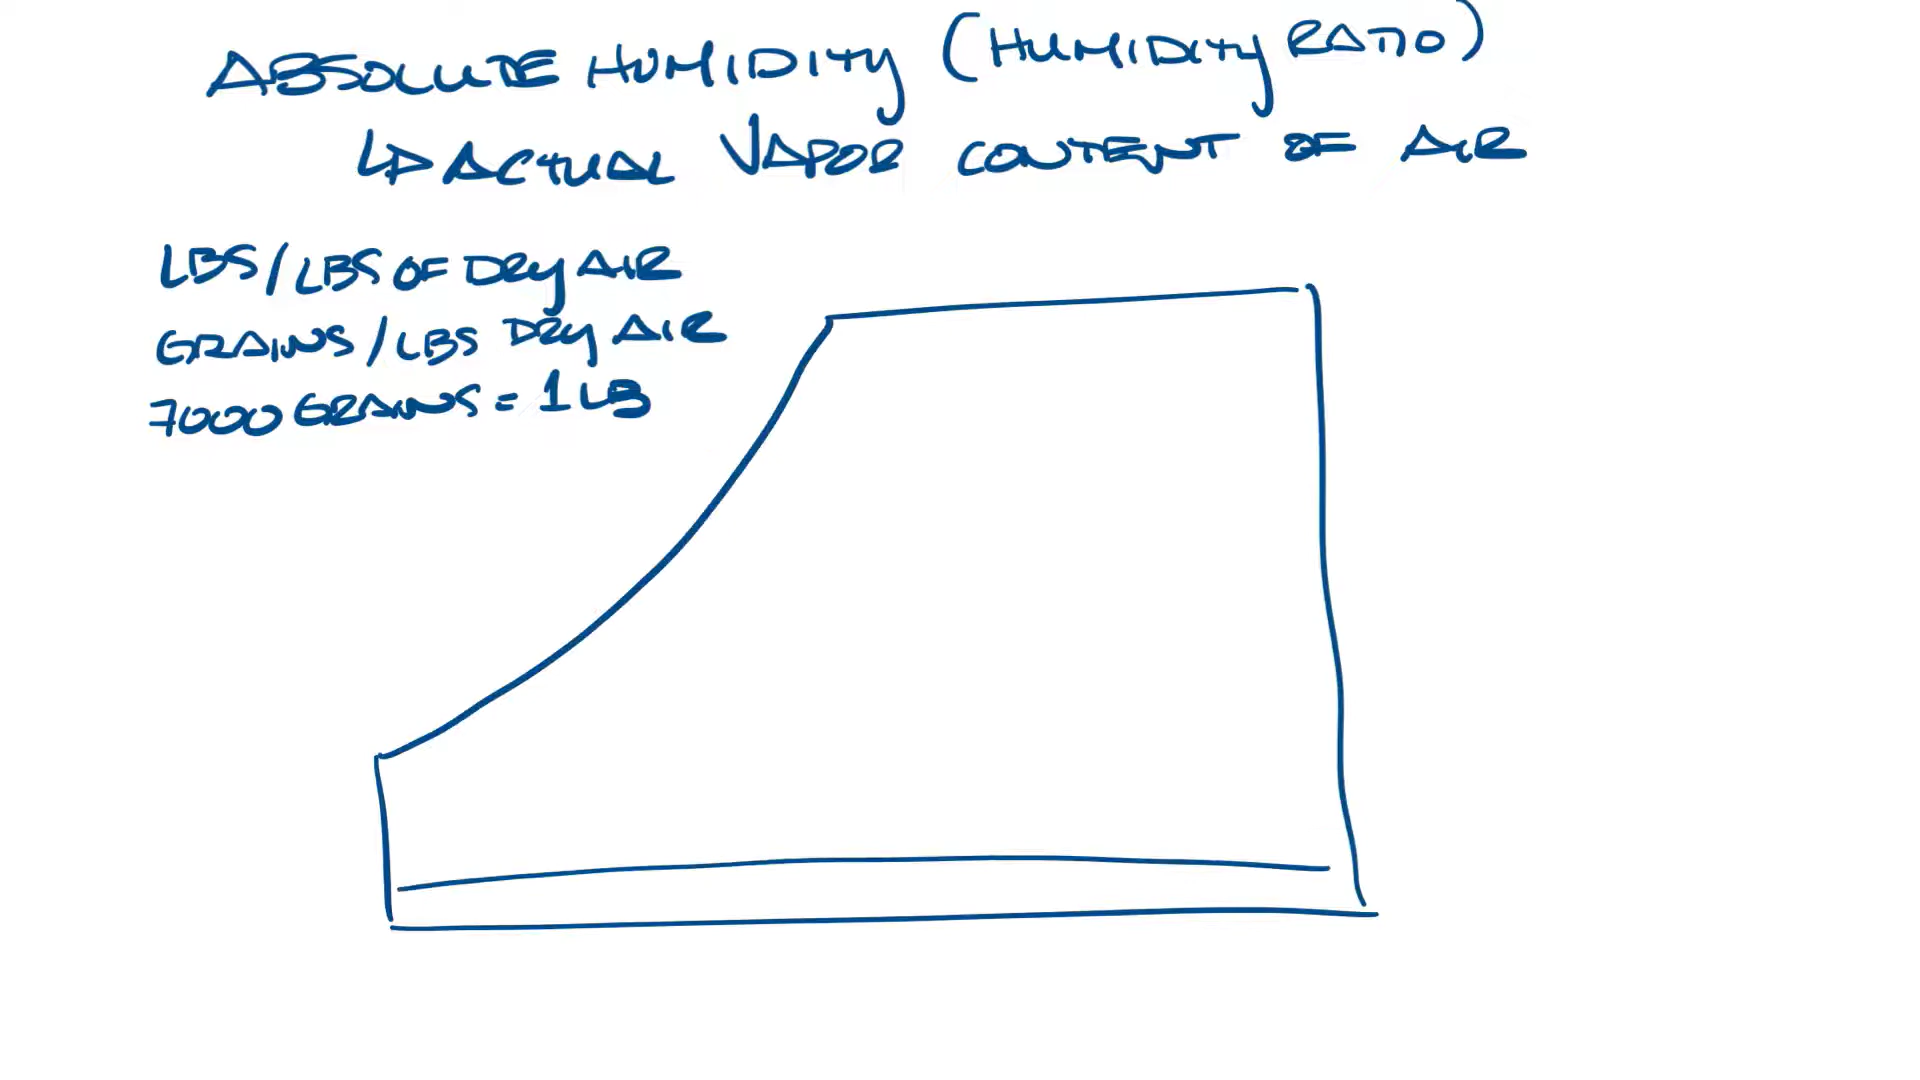 ABSOLUTE HUMIDITY (HUMIDITY RATIO)
↳ ACTUAL VAPOR CONTENT OF AIR
LBS/LBS OF DRY AIR
GRAINS/LBS DRY AIR
7000 GRAINS = 1 LB